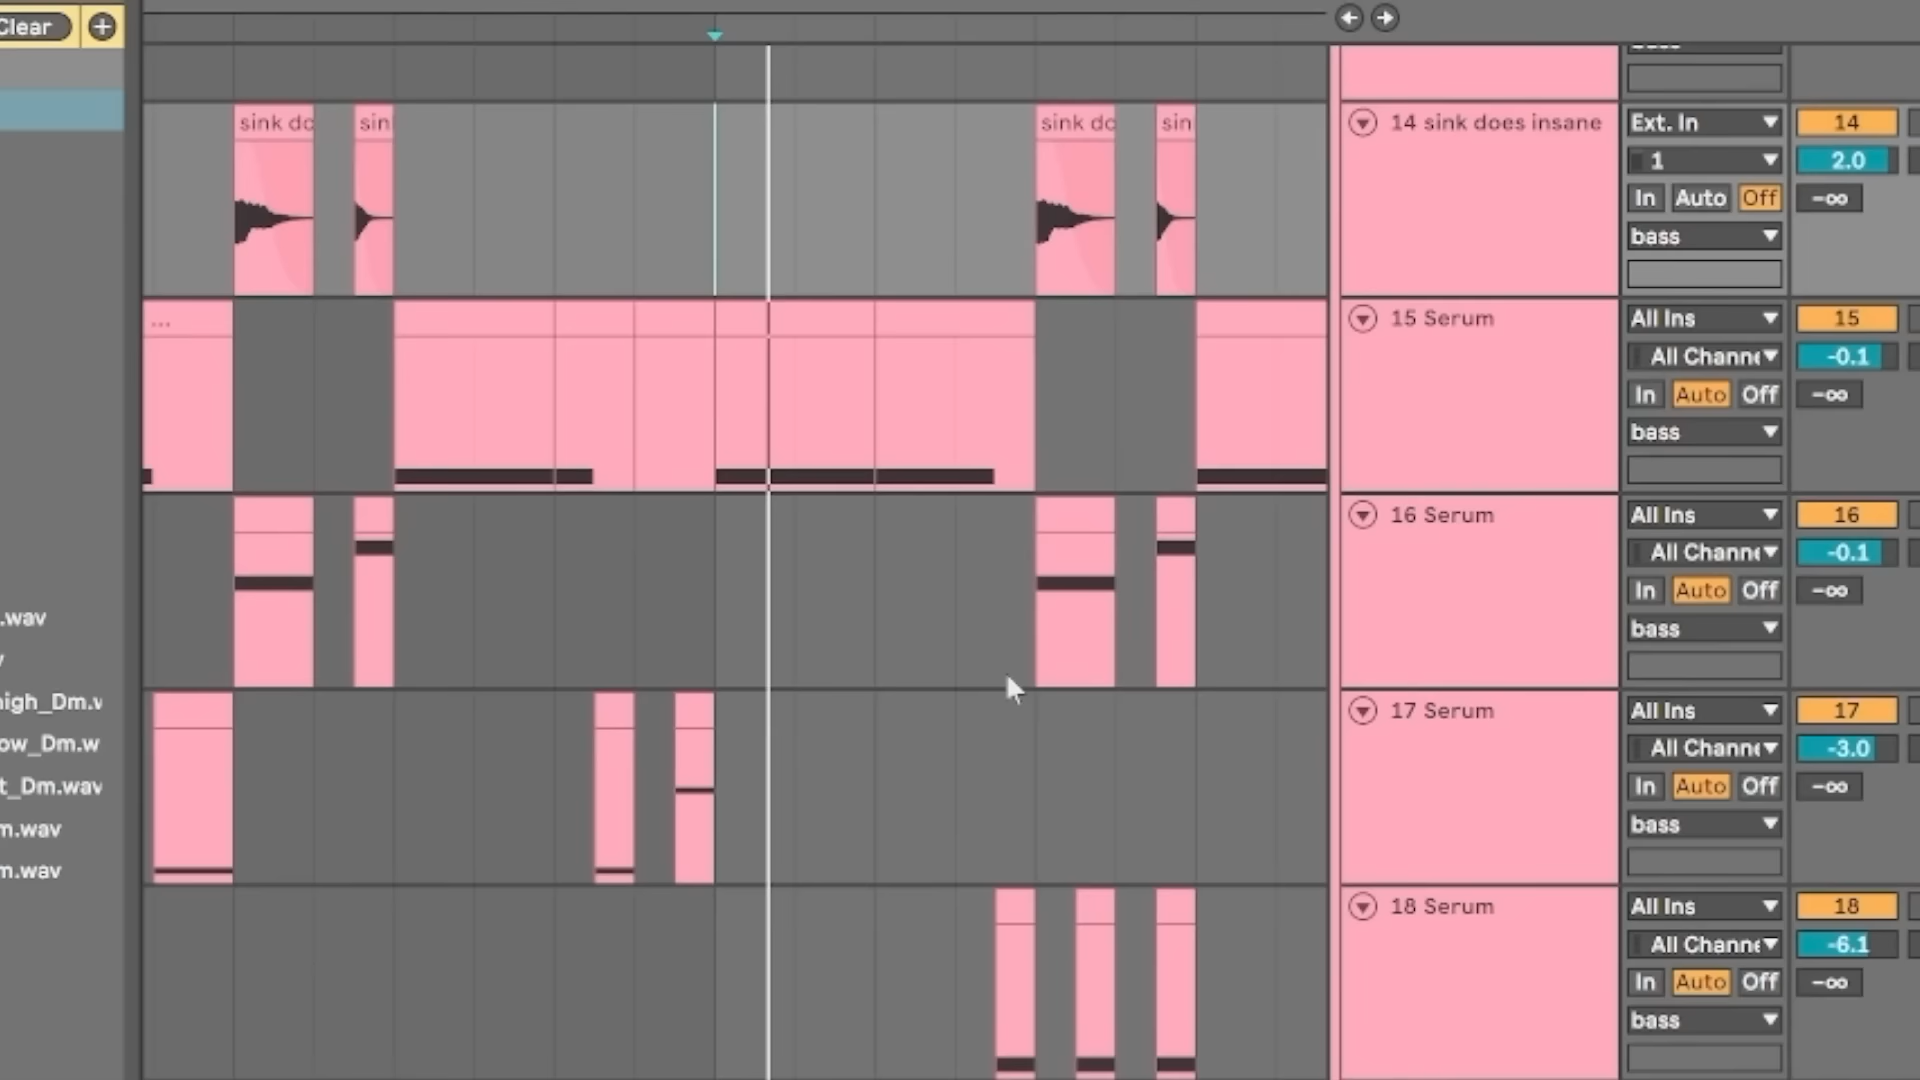 Clear
sink do
sin
sink do
sin
14 sink does insane
Ext. In
14
1
2.0
In Auto Off
-∞
bass
...
15 Serum
All Ins
15
All Channe
-0.1
In Auto Off
-∞
bass
16 Serum
All Ins
16
All Channe
-0.1
In Auto Off
-∞
bass
.wav
high_Dm.v
ow_Dm.w
t_Dm.wav
m.wav
m.wav
17 Serum
All Ins
17
All Channe
-3.0
In Auto Off
-∞
bass
18 Serum
All Ins
18
All Channe
-6.1
In Auto Off
-∞
bass